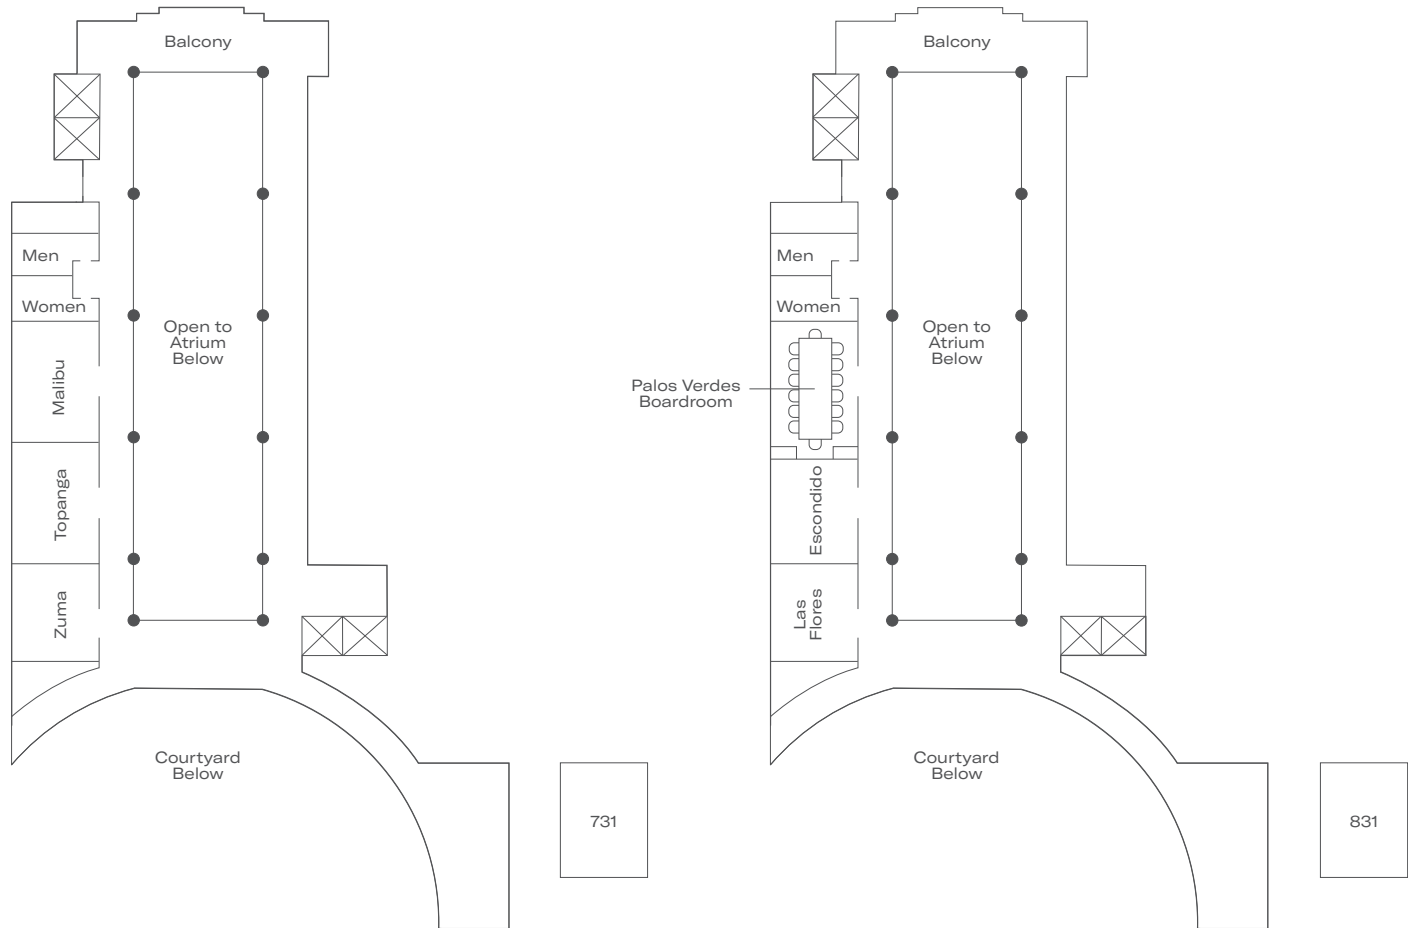 Balcony
Men
Women
Open to
Atrium
Below
Malibu
Topanga
Zuma
Courtyard
Below
731
Balcony
Men
Women
Open to
Atrium
Below
Palos Verdes
Boardroom
Escondido
Las
Flores
Courtyard
Below
831